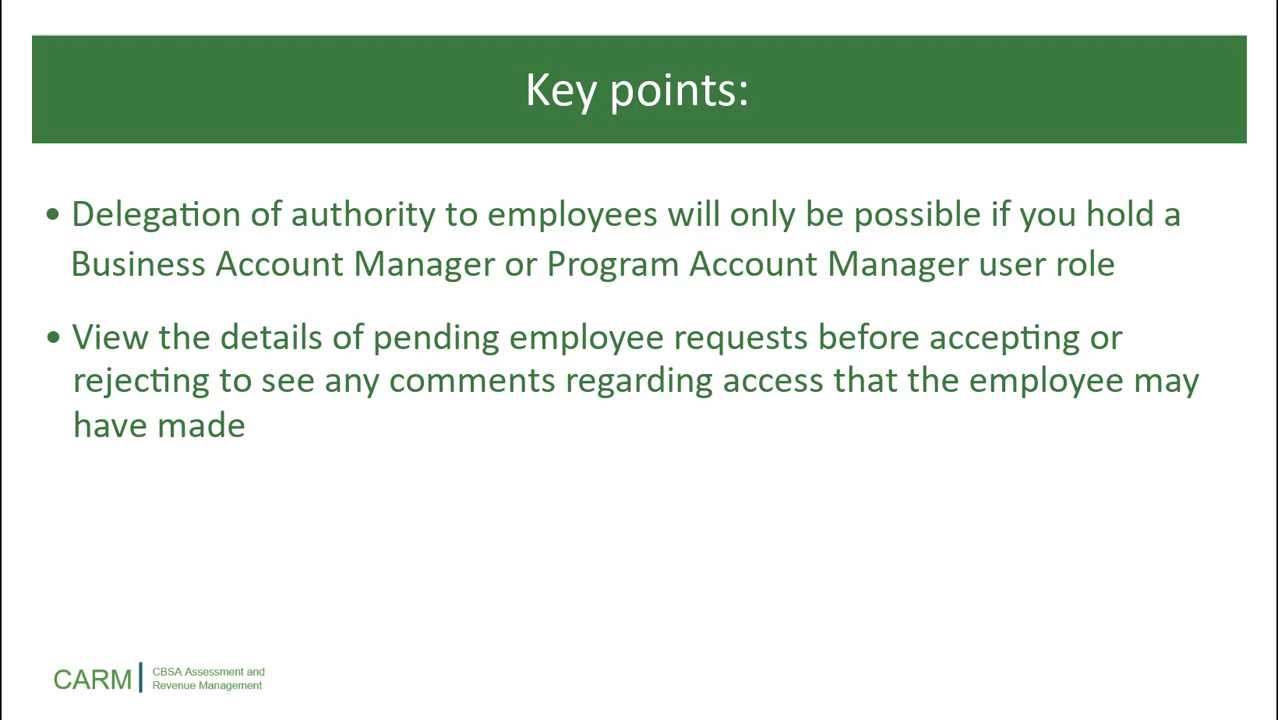 Key points:
• Delegation of authority to employees will only be possible if you hold a
Business Account Manager or Program Account Manager user role
• View the details of pending employee requests before accepting or
rejecting to see any comments regarding access that the employee may
have made
CARM
CBSA Assessment and
Revenue Management